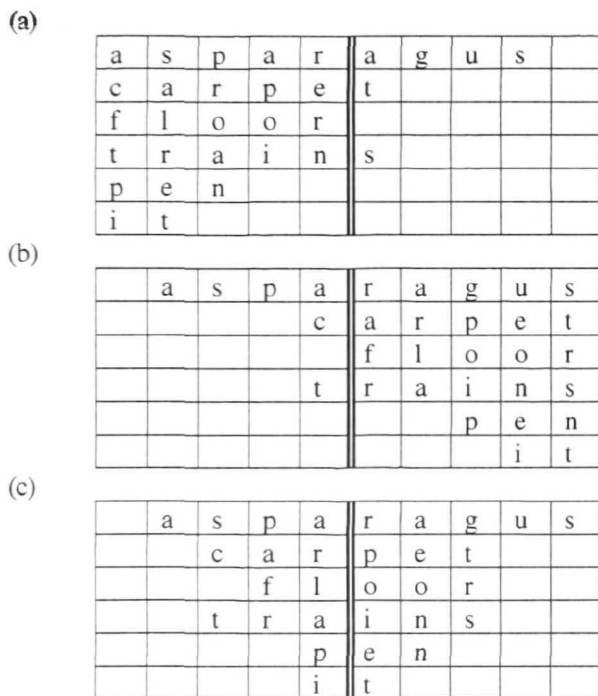 (a)
a s p a r a g u s
c a r p e t
f l o o r
t r a i n s
p e n
i t
(b)
a s p a r a g u s
c a r p e t
f l o o r
t r a i n s
p e n
i t
(c)
a s p a r a g u s
c a r p e t
f l o o r
t r a i n s
p e n
i t